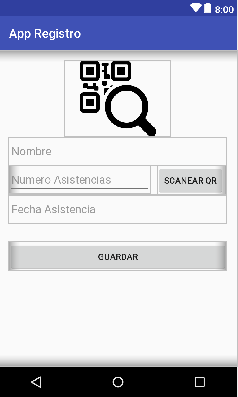 8:00
App Registro
Nombre
Numero Asistencias
SCANEAR QR
Fecha Asistencia
GUARDAR